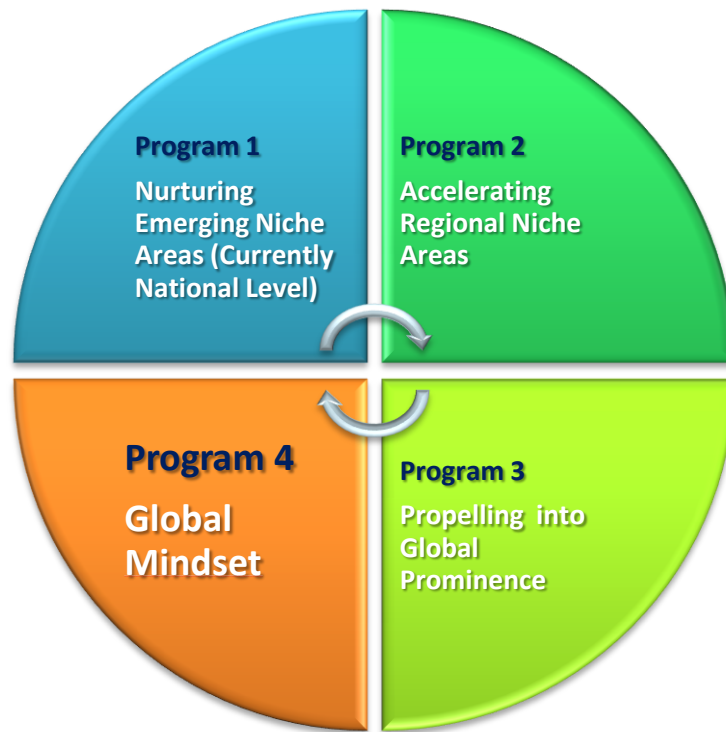 Program 1
Nurturing
Emerging Niche
Areas (Currently
National Level)
Program 2
Accelerating
Regional Niche
Areas
Program 3
Propelling into
Global
Prominence
Program 4
Global
Mindset